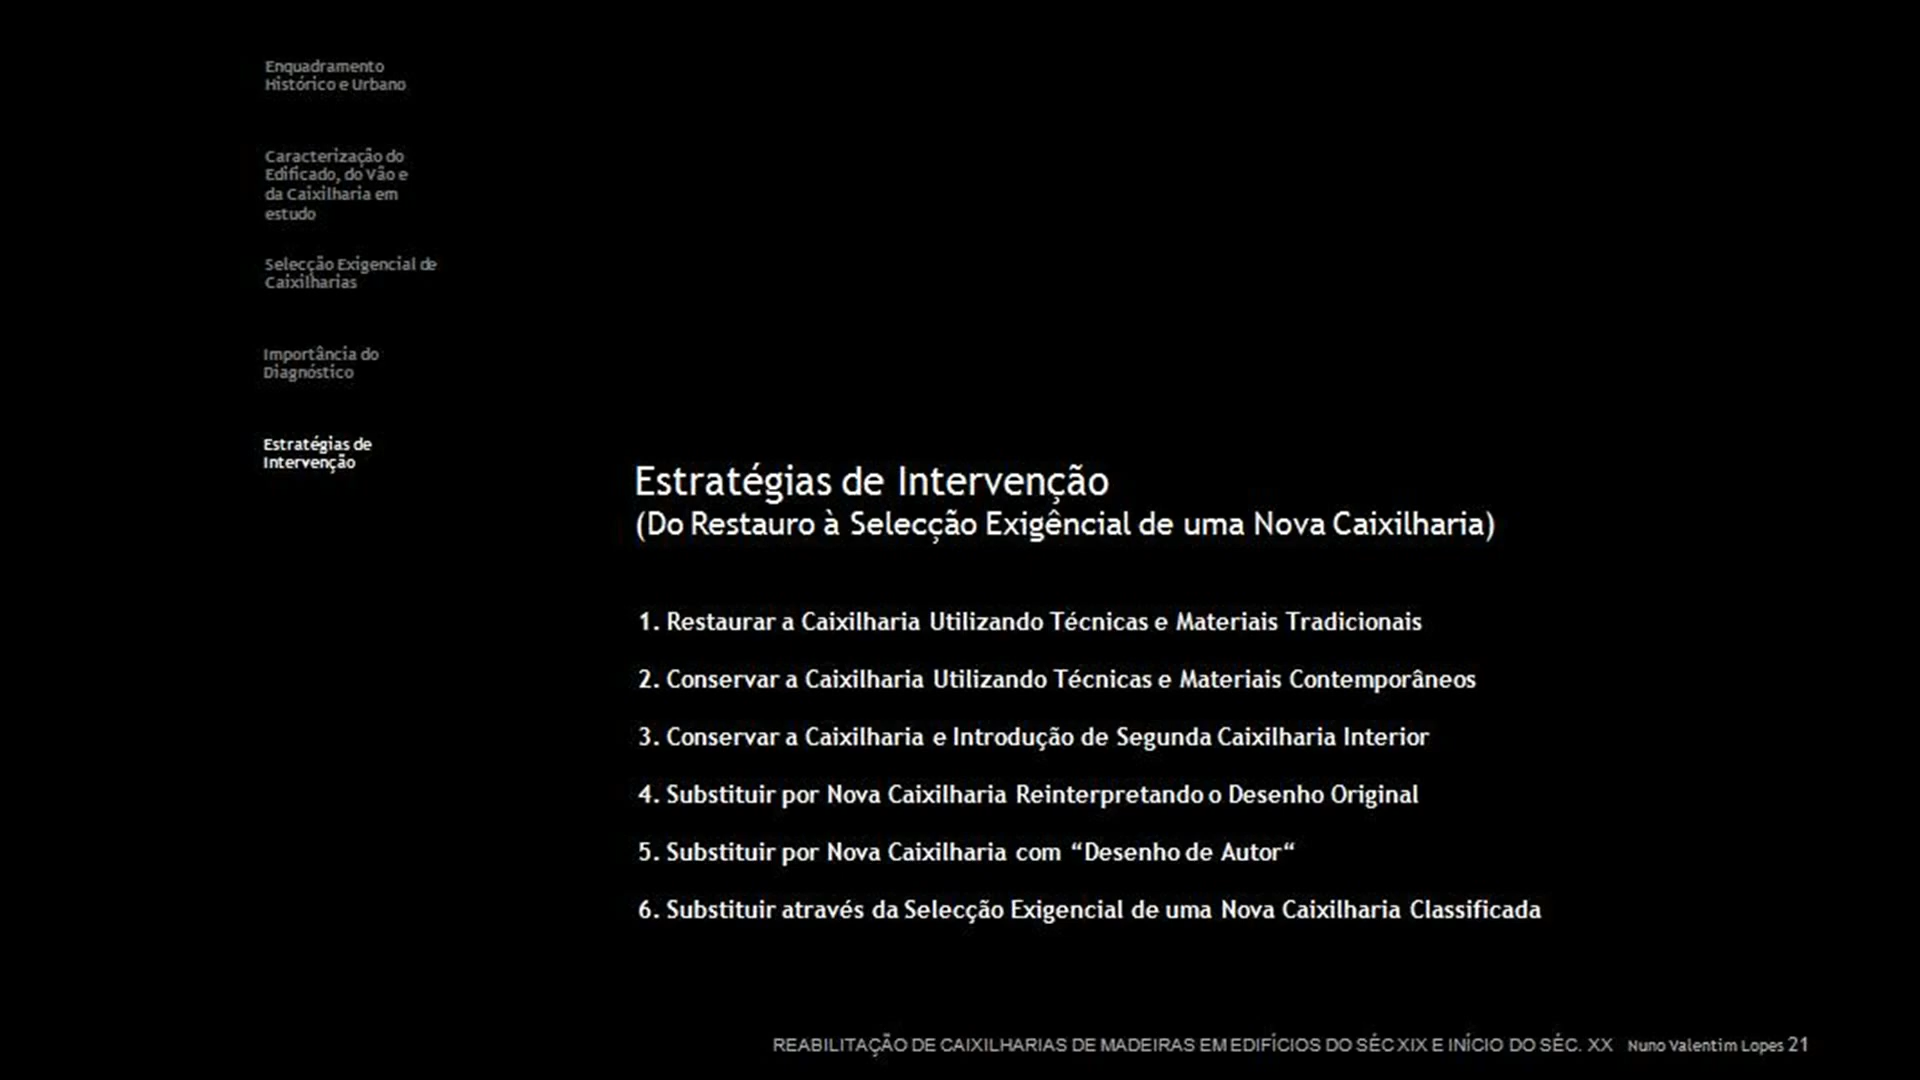 Enquadramento
Histórico e Urbano
Caracterização do
Edificado, do Vão e
da Caixilharia em
estudo
Selecção Exigencial de
Caixilharias
Importância do
Diagnóstico
Estratégias de
Intervenção
Estratégias de Intervenção
(Do Restauro à Selecção Exigêncial de uma Nova Caixilharia)
1. Restaurar a Caixilharia Utilizando Técnicas e Materiais Tradicionais
2. Conservar a Caixilharia Utilizando Técnicas e Materiais Contemporâneos
3. Conservar a Caixilharia e Introdução de Segunda Caixilharia Interior
4. Substituir por Nova Caixilharia Reinterpretando o Desenho Original
5. Substituir por Nova Caixilharia com “Desenho de Autor“
6. Substituir através da Selecção Exigencial de uma Nova Caixilharia Classificada
REABILITAÇÃO DE CAIXILHARIAS DE MADEIRAS EM EDIFÍCIOS DO SÉC XIX E INÍCIO DO SÉC. XX Nuno Valentim Lopes 21